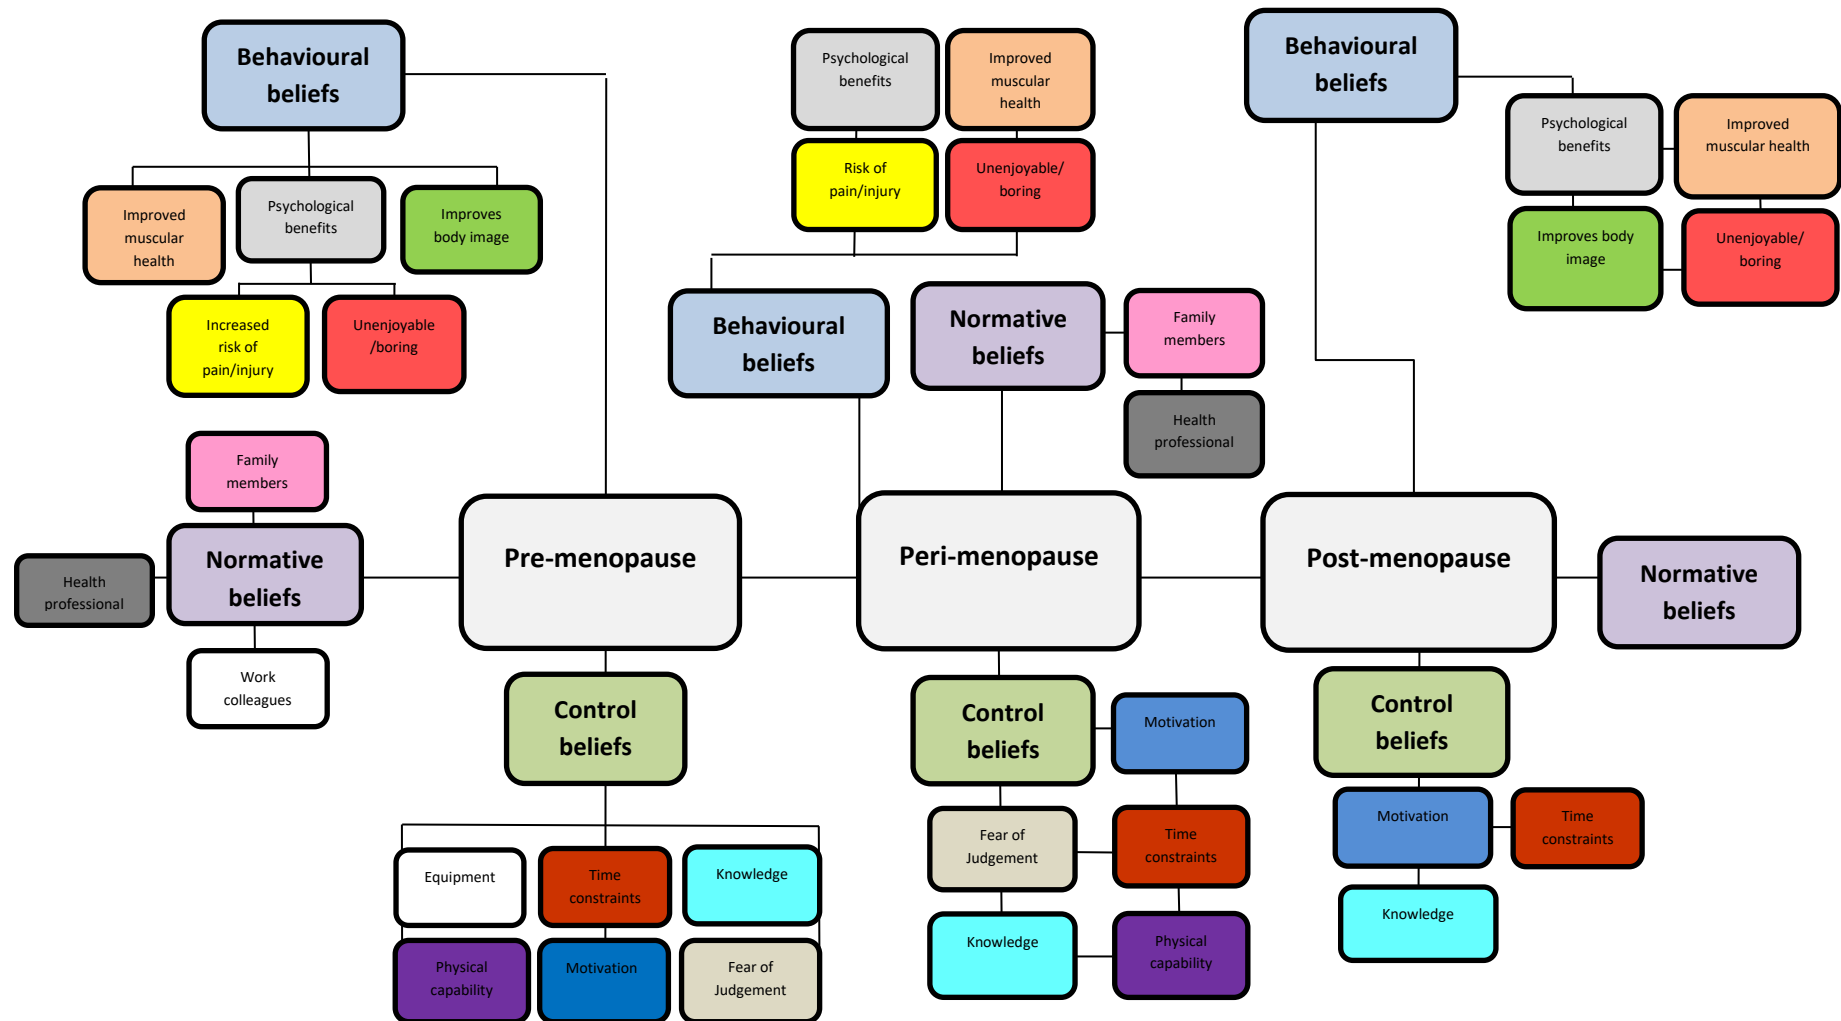 Behavioural
beliefs
Improved
muscular
health
Psychological
benefits
Improves
body image
Increased
risk of
pain/injury
Unenjoyable
/boring
Family
members
Normative
beliefs
Health
professional
Work
colleagues
Pre-menopause
Control
beliefs
Equipment
Time
constraints
Knowledge
Physical
capability
Motivation
Fear of
Judgement
Psychological
benefits
Improved
muscular
health
Risk of
pain/injury
Unenjoyable/
boring
Behavioural
beliefs
Normative
beliefs
Family
members
Health
professional
Peri-menopause
Control
beliefs
Motivation
Fear of
Judgement
Time
constraints
Knowledge
Physical
capability
Behavioural
beliefs
Psychological
benefits
Improved
muscular health
Improves body
image
Unenjoyable/
boring
Post-menopause
Normative
beliefs
Control
beliefs
Motivation
Time
constraints
Knowledge